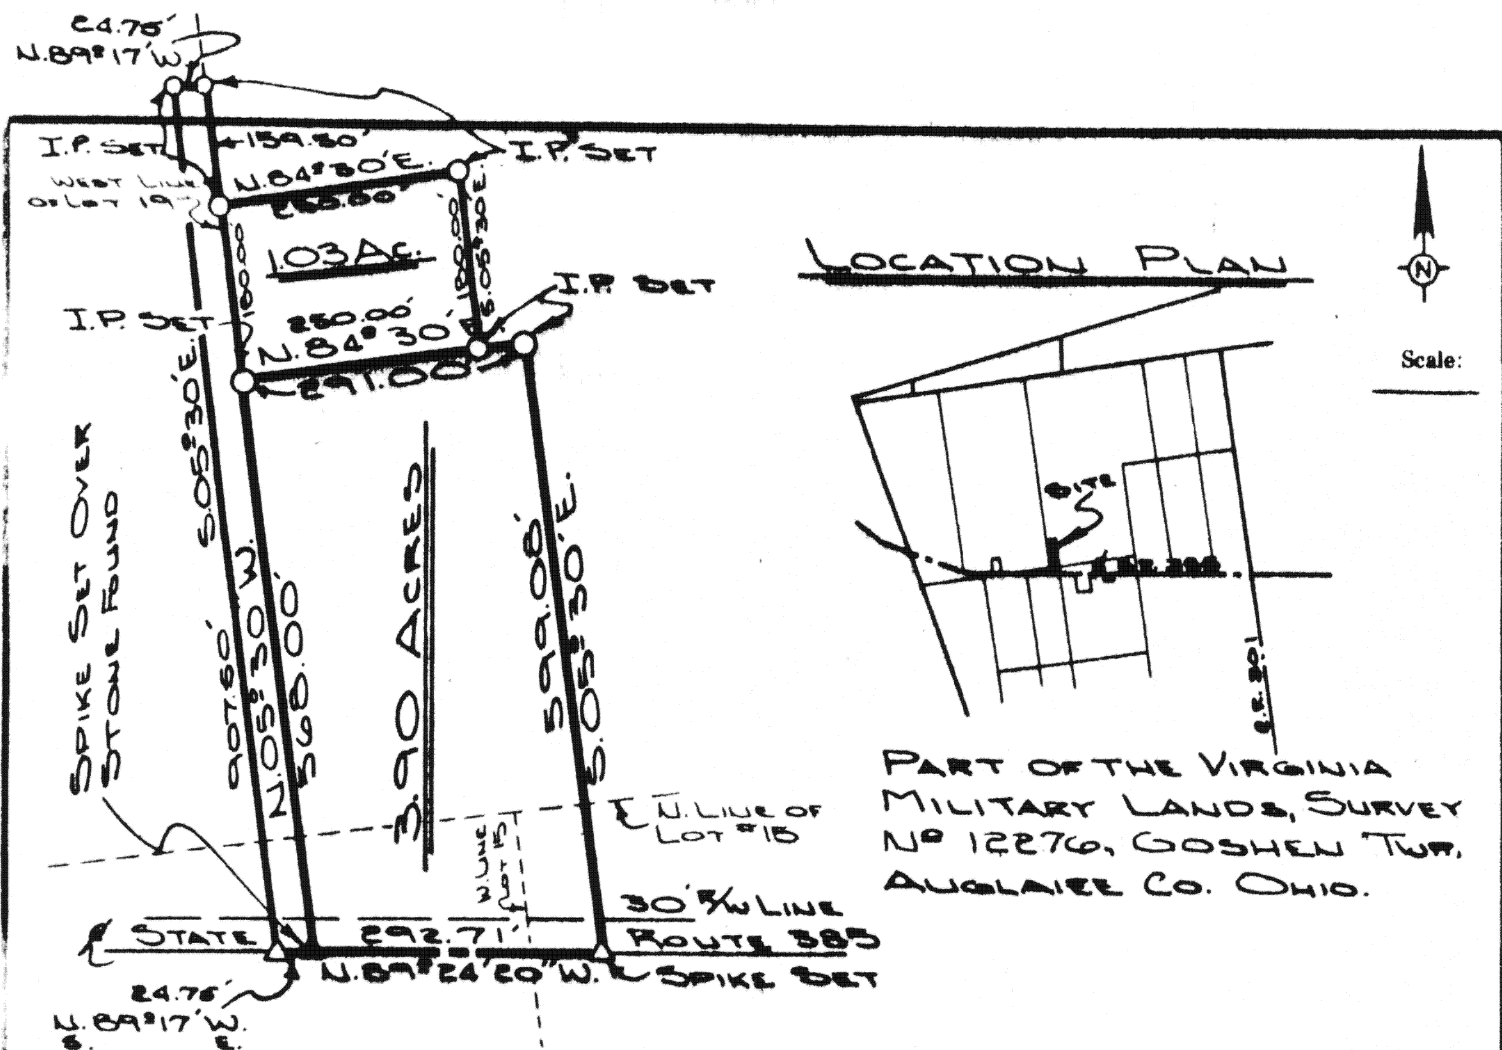 24.75'
N.89°17'W.
I.P. SET
159.50'
I.P. SET
WEST LINE
OF LOT 19
N.84°30'E.
250.00'
180.00
180.00
S.05°30'E.
1.03 Ac.
I.P. SET
I.P. SET
250.00'
N.84°30'
291.00'
S.05°30'E.
907.50'
N.05°30'W.
568.00'
3.90 ACRES
599.08'
S.05°30'E.
SPIKE SET OVER
STONE FOUND
N. LINE OF
LOT #15
W. LINE
LOT 15
30' R/W LINE
STATE
292.71'
ROUTE 385
N.89°24'20"W.
SPIKE SET
24.75'
N.89°17'W.
S. E.
LOCATION PLAN
N
Scale:
SITE
PART OF THE VIRGINIA
MILITARY LANDS, SURVEY
Nº 12276, GOSHEN TWP.
AUGLAIZE CO. OHIO.